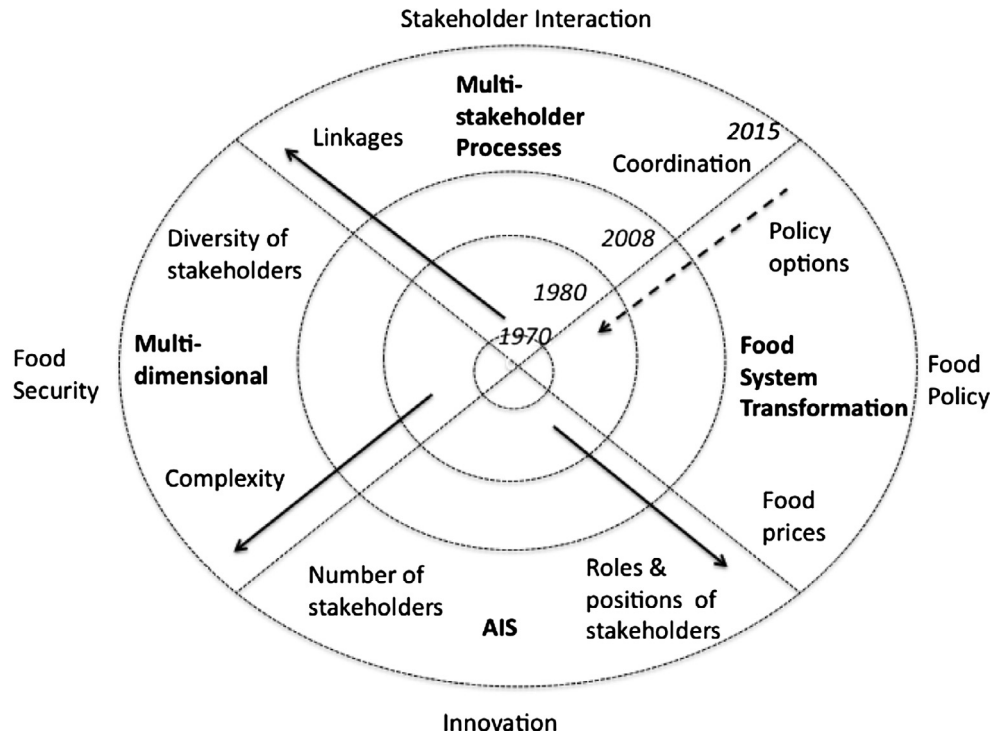 Stakeholder Interaction
Multi-
stakeholder
Processes
2015
Linkages
Coordination
Diversity of
stakeholders
2008
Policy
options
1980
1970
Food
Security
Multi-
dimensional
Food
System
Transformation
Food
Policy
Complexity
Food
prices
Number of
stakeholders
Roles &
positions of
stakeholders
AIS
Innovation